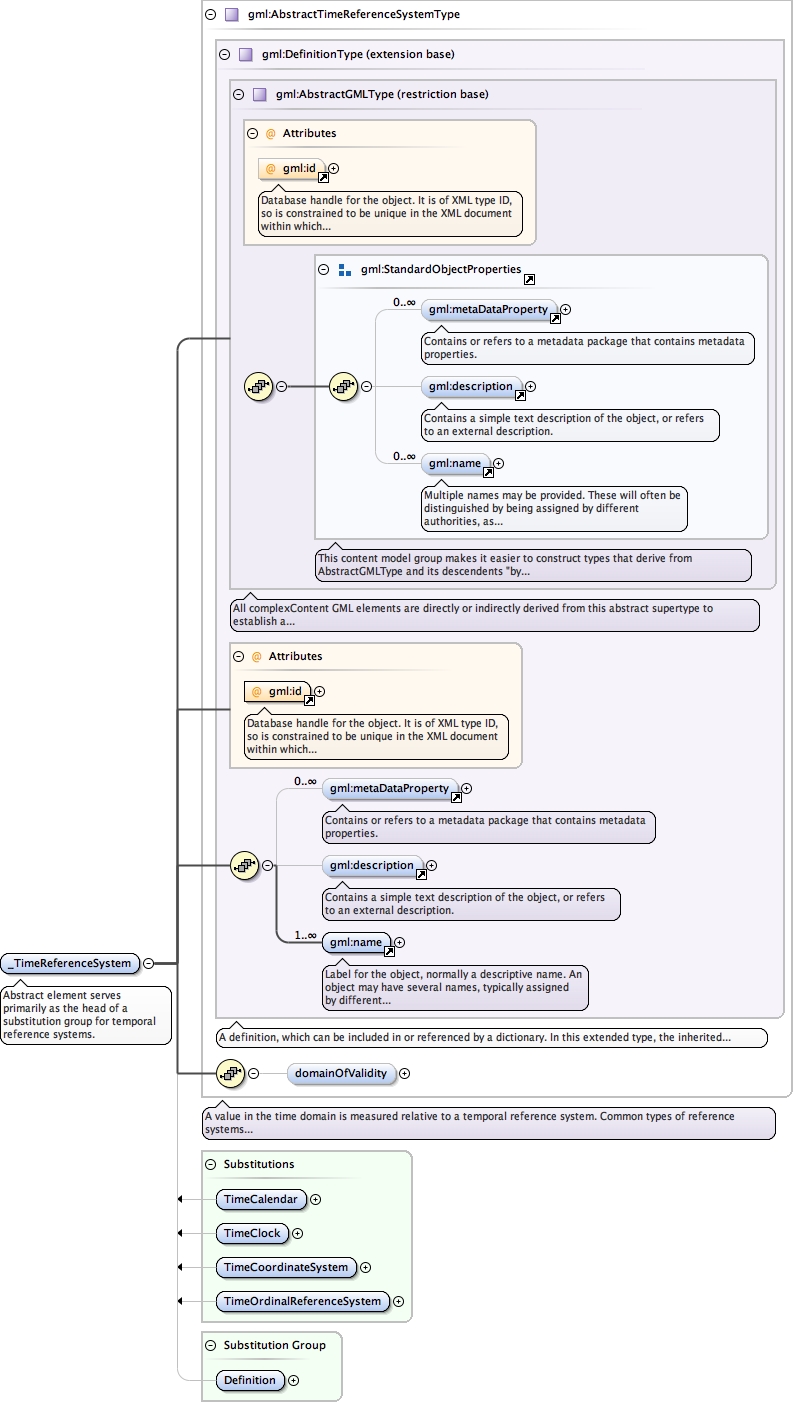 gml:AbstractTimeReferenceSystemType
gml:DefinitionType (extension base)
gml:AbstractGMLType (restriction base)
@ Attributes
@ gml:id
Database handle for the object. It is of XML type ID,
so is constrained to be unique in the XML document
within which...
gml:StandardObjectProperties
0..∞
gml:metaDataProperty
Contains or refers to a metadata package that contains metadata
properties.
gml:description
Contains a simple text description of the object, or refers
to an external description.
0..∞
gml:name
Multiple names may be provided. These will often be
distinguished by being assigned by different
authorities, as...
This content model group makes it easier to construct types that derive from
AbstractGMLType and its descendents "by...
All complexContent GML elements are directly or indirectly derived from this abstract supertype to
establish a...
@ Attributes
@ gml:id
Database handle for the object. It is of XML type ID,
so is constrained to be unique in the XML document
within which...
0..∞
gml:metaDataProperty
Contains or refers to a metadata package that contains metadata
properties.
gml:description
Contains a simple text description of the object, or refers
to an external description.
1..∞
gml:name
Label for the object, normally a descriptive name. An
object may have several names, typically assigned
by different...
_TimeReferenceSystem
Abstract element serves
primarily as the head of a
substitution group for temporal
reference systems.
A definition, which can be included in or referenced by a dictionary. In this extended type, the inherited...
domainOfValidity
A value in the time domain is measured relative to a temporal reference system. Common types of reference
systems...
Substitutions
TimeCalendar
TimeClock
TimeCoordinateSystem
TimeOrdinalReferenceSystem
Substitution Group
Definition